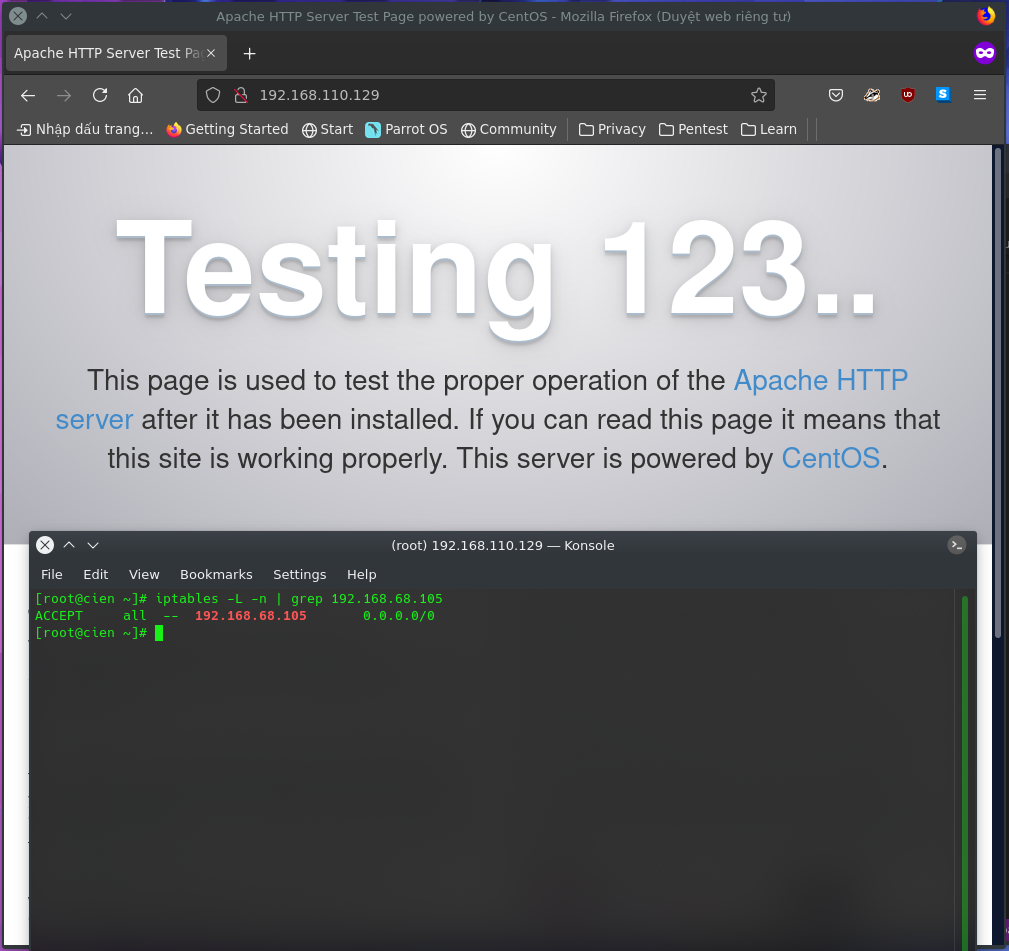 Apache HTTP Server Test Page powered by CentOS - Mozilla Firefox (Duyệt web riêng tư)
Apache HTTP Server Test Pa
192.168.110.129
Nhập dấu trang… Getting Started Start Parrot OS Community Privacy Pentest Learn
Testing 123..
This page is used to test the proper operation of the Apache HTTP
server after it has been installed. If you can read this page it means that
this site is working properly. This server is powered by CentOS.
(root) 192.168.110.129 — Konsole
File Edit View Bookmarks Settings Help
[root@cien ~]# iptables -L -n | grep 192.168.68.105
ACCEPT all -- 192.168.68.105 0.0.0.0/0
[root@cien ~]#